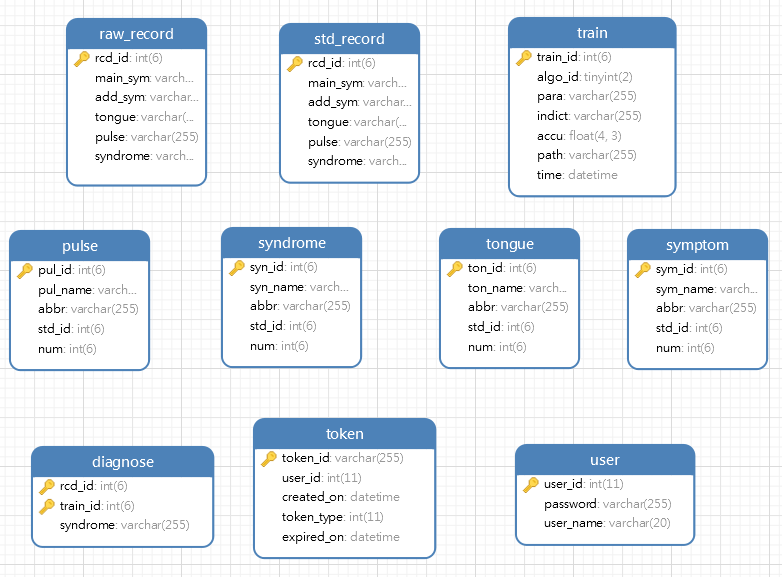 raw_record
rcd_id: int(6)
main_sym: varch...
add_sym: varchar...
tongue: varchar(...
pulse: varchar(255)
syndrome: varch...
std_record
rcd_id: int(6)
main_sym: varch...
add_sym: varchar...
tongue: varchar(...
pulse: varchar(255)
syndrome: varch...
train
train_id: int(6)
algo_id: tinyint(2)
para: varchar(255)
indict: varchar(255)
accu: float(4, 3)
path: varchar(255)
time: datetime
pulse
pul_id: int(6)
pul_name: varch...
abbr: varchar(255)
std_id: int(6)
num: int(6)
syndrome
syn_id: int(6)
syn_name: varch...
abbr: varchar(255)
std_id: int(6)
num: int(6)
tongue
ton_id: int(6)
ton_name: varch...
abbr: varchar(255)
std_id: int(6)
num: int(6)
symptom
sym_id: int(6)
sym_name: varch...
abbr: varchar(255)
std_id: int(6)
num: int(6)
diagnose
rcd_id: int(6)
train_id: int(6)
syndrome: varchar(255)
token
token_id: varchar(255)
user_id: int(11)
created_on: datetime
token_type: int(11)
expired_on: datetime
user
user_id: int(11)
password: varchar(255)
user_name: varchar(20)